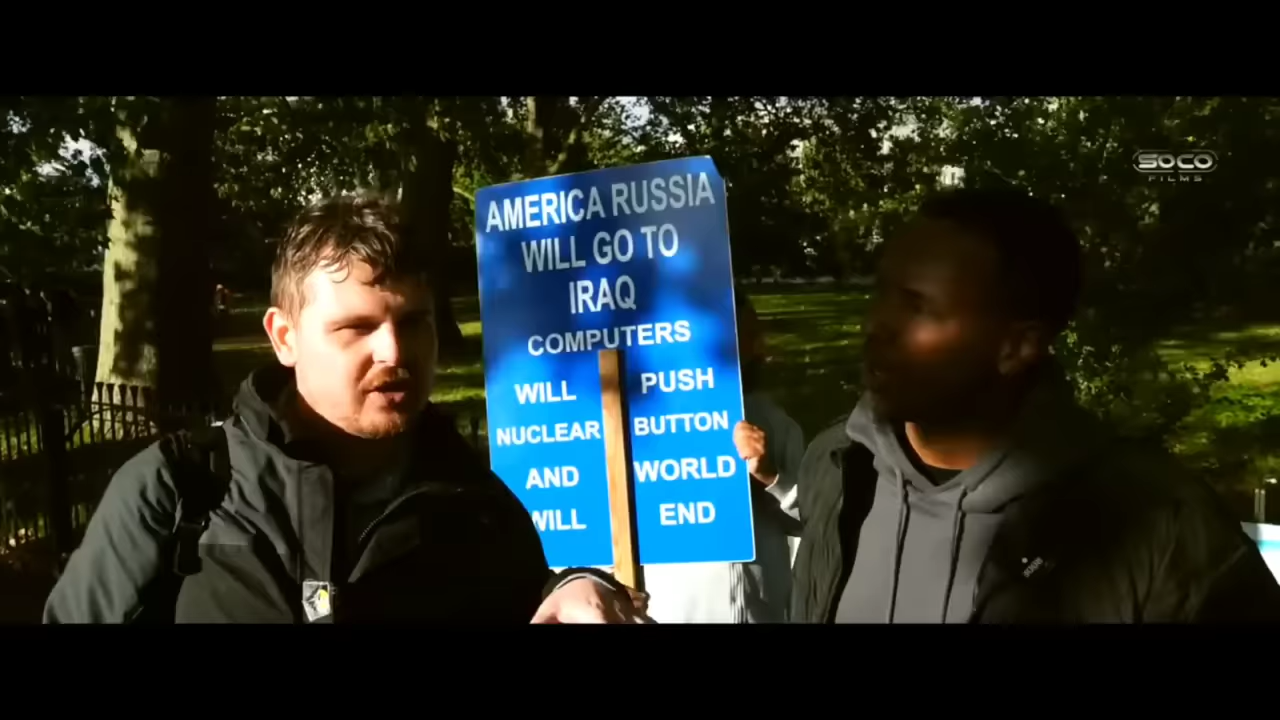 SOCO
FILMS
AMERICA RUSSIA
WILL GO TO
IRAQ
COMPUTERS
WILL PUSH
NUCLEAR BUTTON
AND WORLD
WILL END